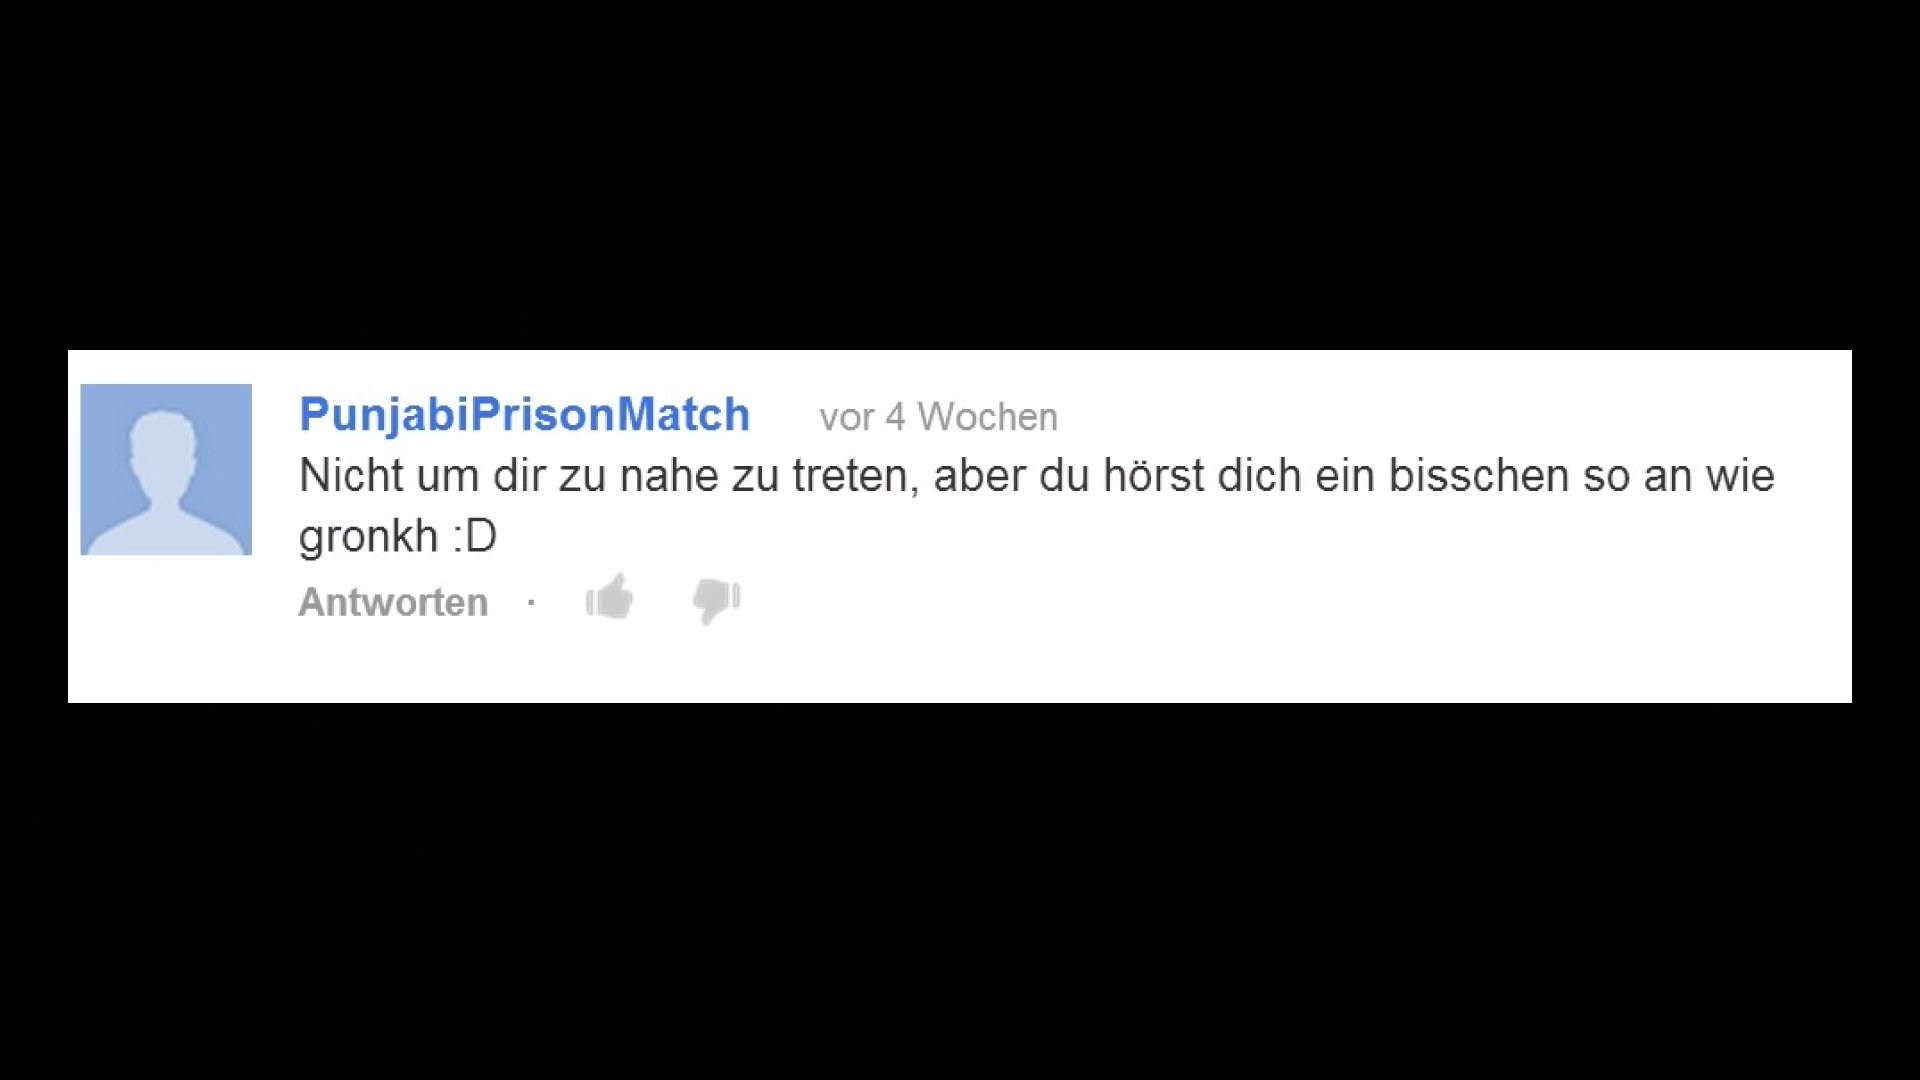 PunjabiPrisonMatch vor 4 Wochen
Nicht um dir zu nahe zu treten, aber du hörst dich ein bisschen so an wie
gronkh :D
Antworten ·